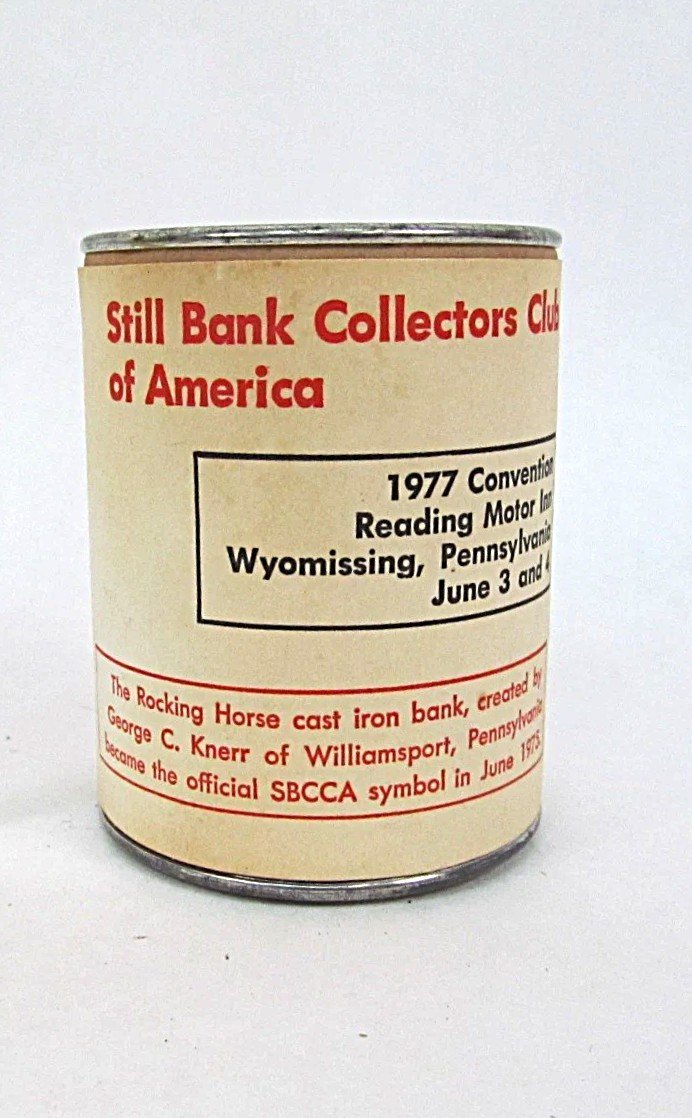 Still Bank Collectors Club
of America
1977 Convention
Reading Motor Inn
Wyomissing, Pennsylvania
June 3 and 4
The Rocking Horse cast iron bank, created by
George C. Knerr of Williamsport, Pennsylvania
became the official SBCCA symbol in June 1975.